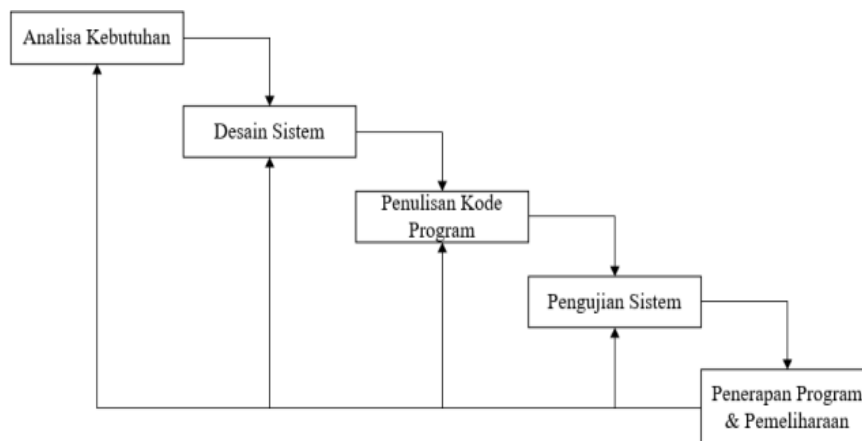 Analisa Kebutuhan
Desain Sistem
Penulisan Kode
Program
Pengujian Sistem
Penerapan Program
& Pemeliharaan